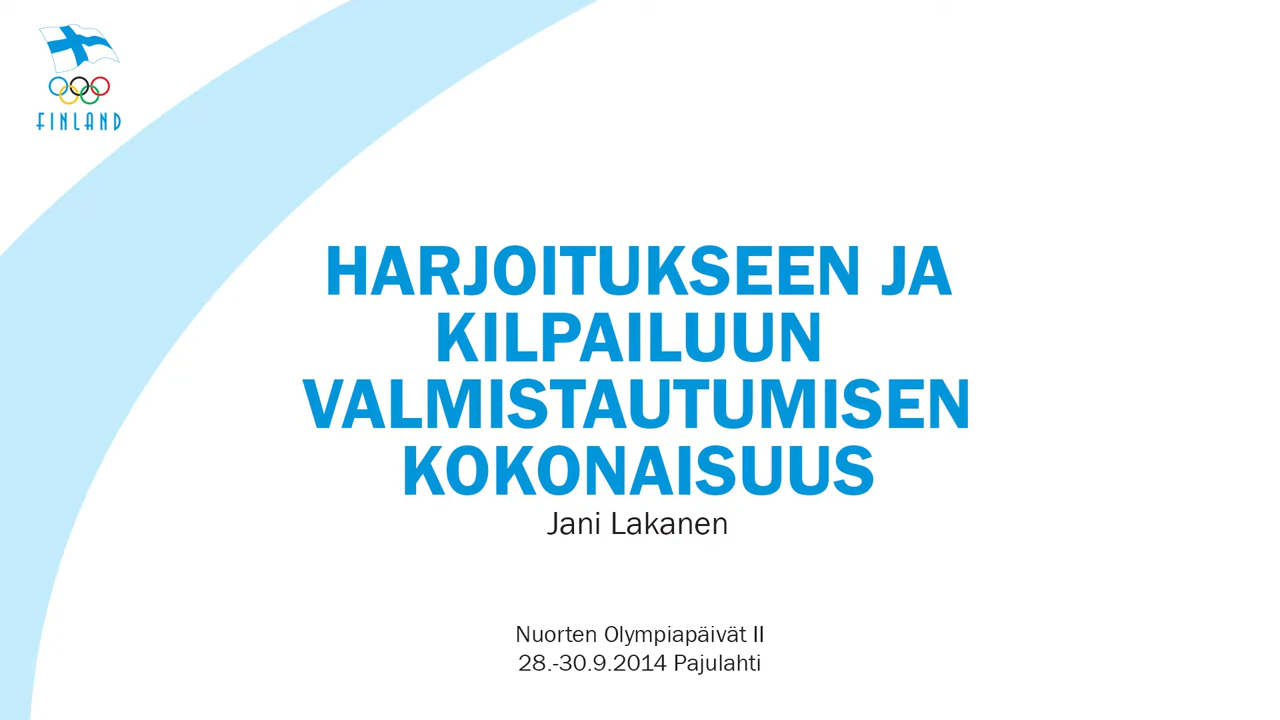 FINLAND
HARJOITUKSEEN JA
KILPAILUUN
VALMISTAUTUMISEN
KOKONAISUUS
Jani Lakanen
Nuorten Olympiapäivät II
28.-30.9.2014 Pajulahti